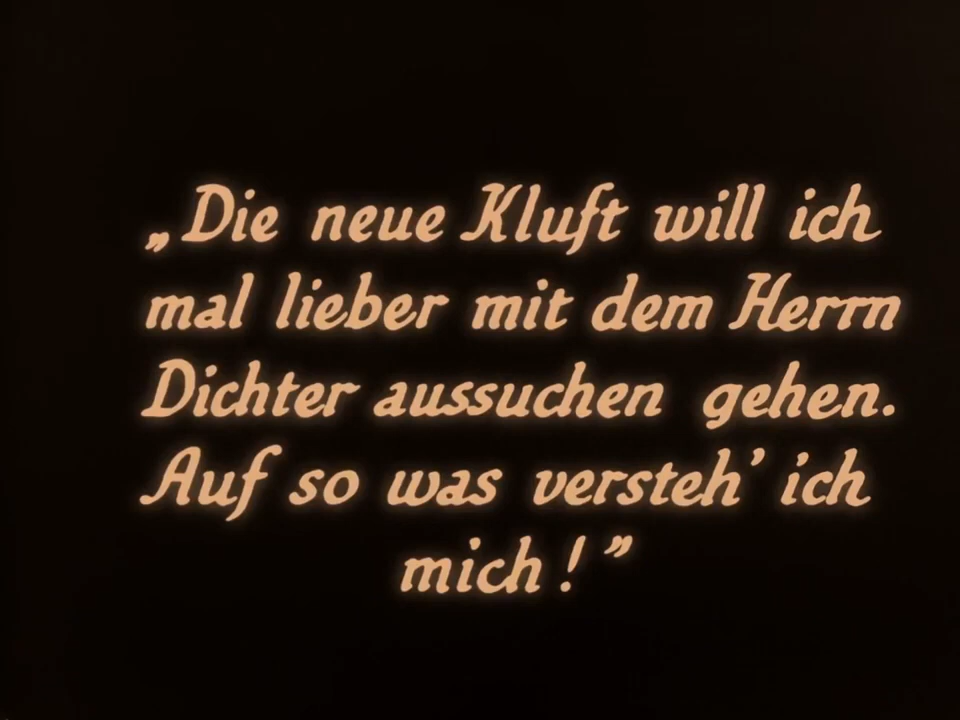 „Die neue Kluft will ich
mal lieber mit dem Herrn
Dichter aussuchen gehen.
Auf so was versteh’ ich
mich!”